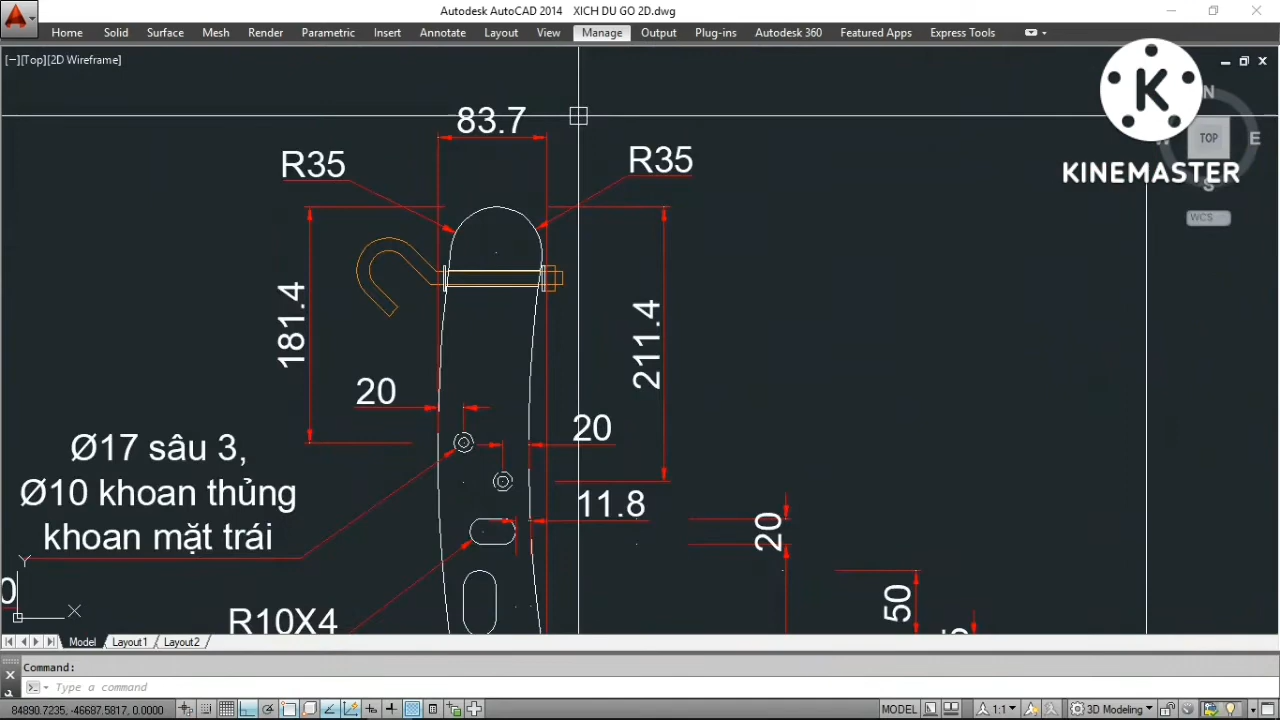 Autodesk AutoCAD 2014 XICH DU GO 2D.dwg
Home Solid Surface Mesh Render Parametric Insert Annotate Layout View Manage Output Plug-ins Autodesk 360 Featured Apps Express Tools
[−][Top][2D Wireframe]
N
K
TOP
E
KINEMASTER
S
WCS
83.7
R35
R35
181.4
211.4
20
20
Ø17 sâu 3,
Ø10 khoan thủng
khoan mặt trái
11.8
20
50
Y
0
X
R10X4
Model Layout1 Layout2
Command:
Type a command
84890.7235, -46687.5817, 0.0000
MODEL
1:1
3D Modeling